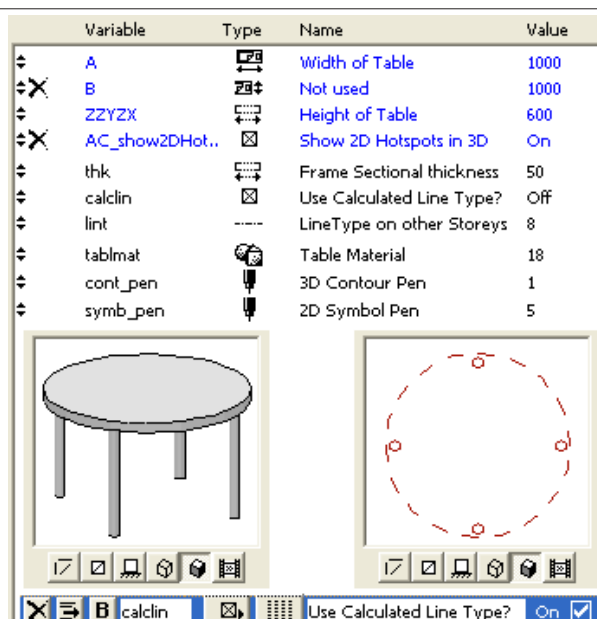 Variable Type Name Value
A Width of Table 1000
B Not used 1000
ZZYZX Height of Table 600
AC_show2DHot.. Show 2D Hotspots in 3D On
thk Frame Sectional thickness 50
calclin Use Calculated Line Type? Off
lint LineType on other Storeys 8
tablmat Table Material 18
cont_pen 3D Contour Pen 1
symb_pen 2D Symbol Pen 5
B calclin Use Calculated Line Type? On